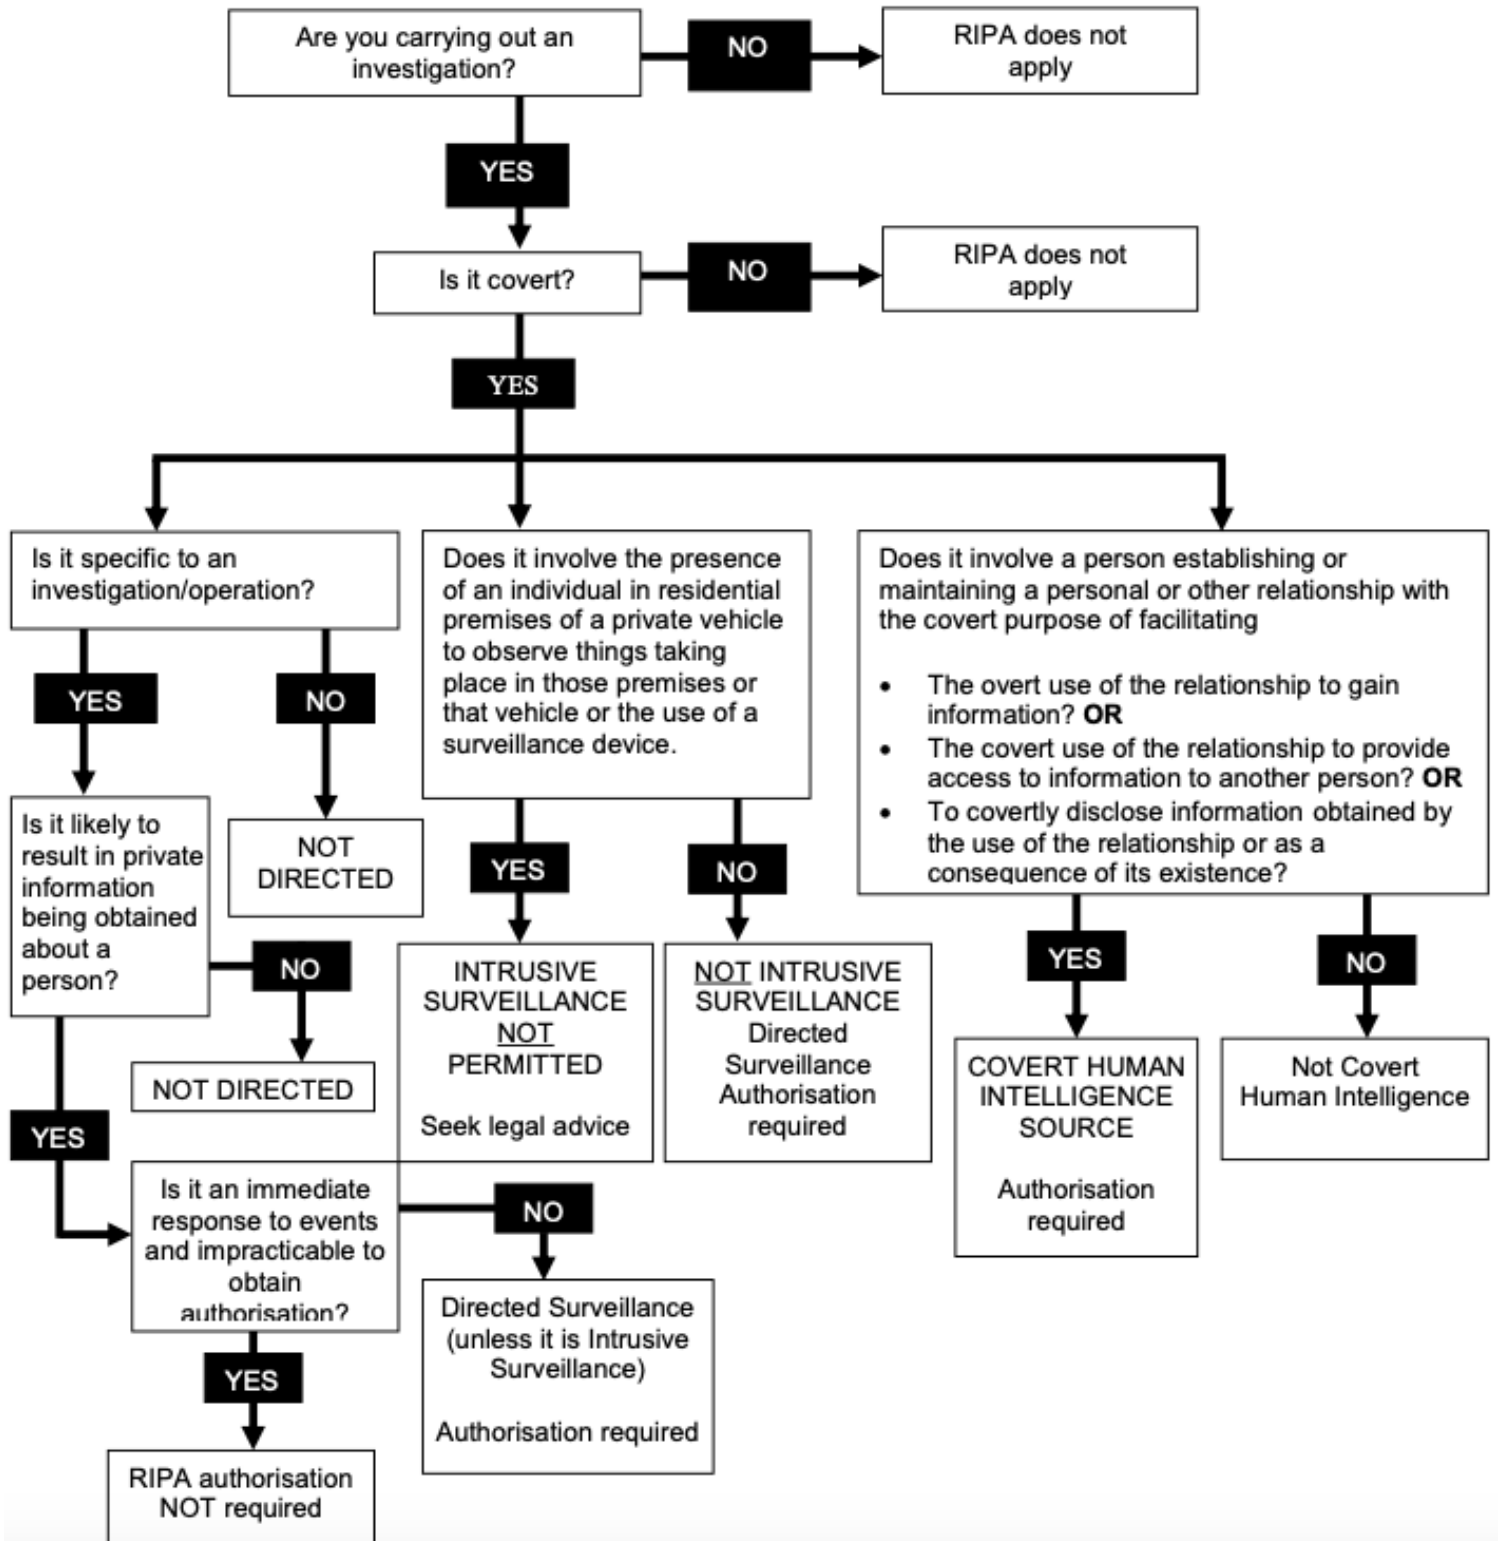 Are you carrying out an
investigation?
NO
RIPA does not
apply
YES
Is it covert?
NO
RIPA does not
apply
YES
Is it specific to an
investigation/operation?
YES
NO
NOT
DIRECTED
Is it likely to
result in private
information
being obtained
about a
person?
NO
NOT DIRECTED
YES
Is it an immediate
response to events
and impracticable to
obtain
authorisation?
NO
Directed Surveillance
(unless it is Intrusive
Surveillance)
Authorisation required
YES
RIPA authorisation
NOT required
Does it involve the presence
of an individual in residential
premises of a private vehicle
to observe things taking
place in those premises or
that vehicle or the use of a
surveillance device.
YES
INTRUSIVE
SURVEILLANCE
NOT
PERMITTED
Seek legal advice
NO
NOT INTRUSIVE
SURVEILLANCE
Directed
Surveillance
Authorisation
required
Does it involve a person establishing or
maintaining a personal or other relationship with
the covert purpose of facilitating
• The overt use of the relationship to gain
information? OR
• The covert use of the relationship to provide
access to information to another person? OR
• To covertly disclose information obtained by
the use of the relationship or as a
consequence of its existence?
YES
COVERT HUMAN
INTELLIGENCE
SOURCE
Authorisation
required
NO
Not Covert
Human Intelligence